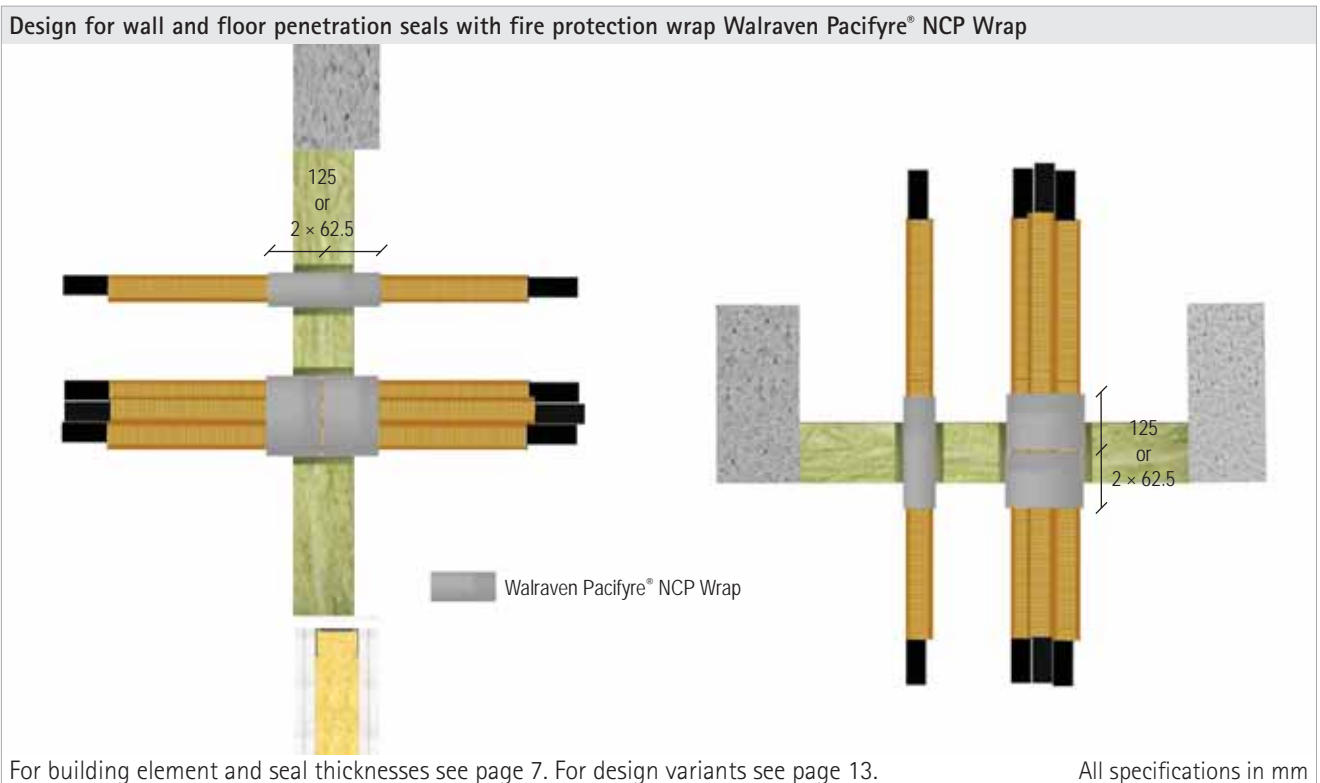 Design for wall and floor penetration seals with fire protection wrap Walraven Pacifyre® NCP Wrap
125
or
2 × 62.5
125
or
2 × 62.5
Walraven Pacifyre® NCP Wrap
For building element and seal thicknesses see page 7. For design variants see page 13.
All specifications in mm